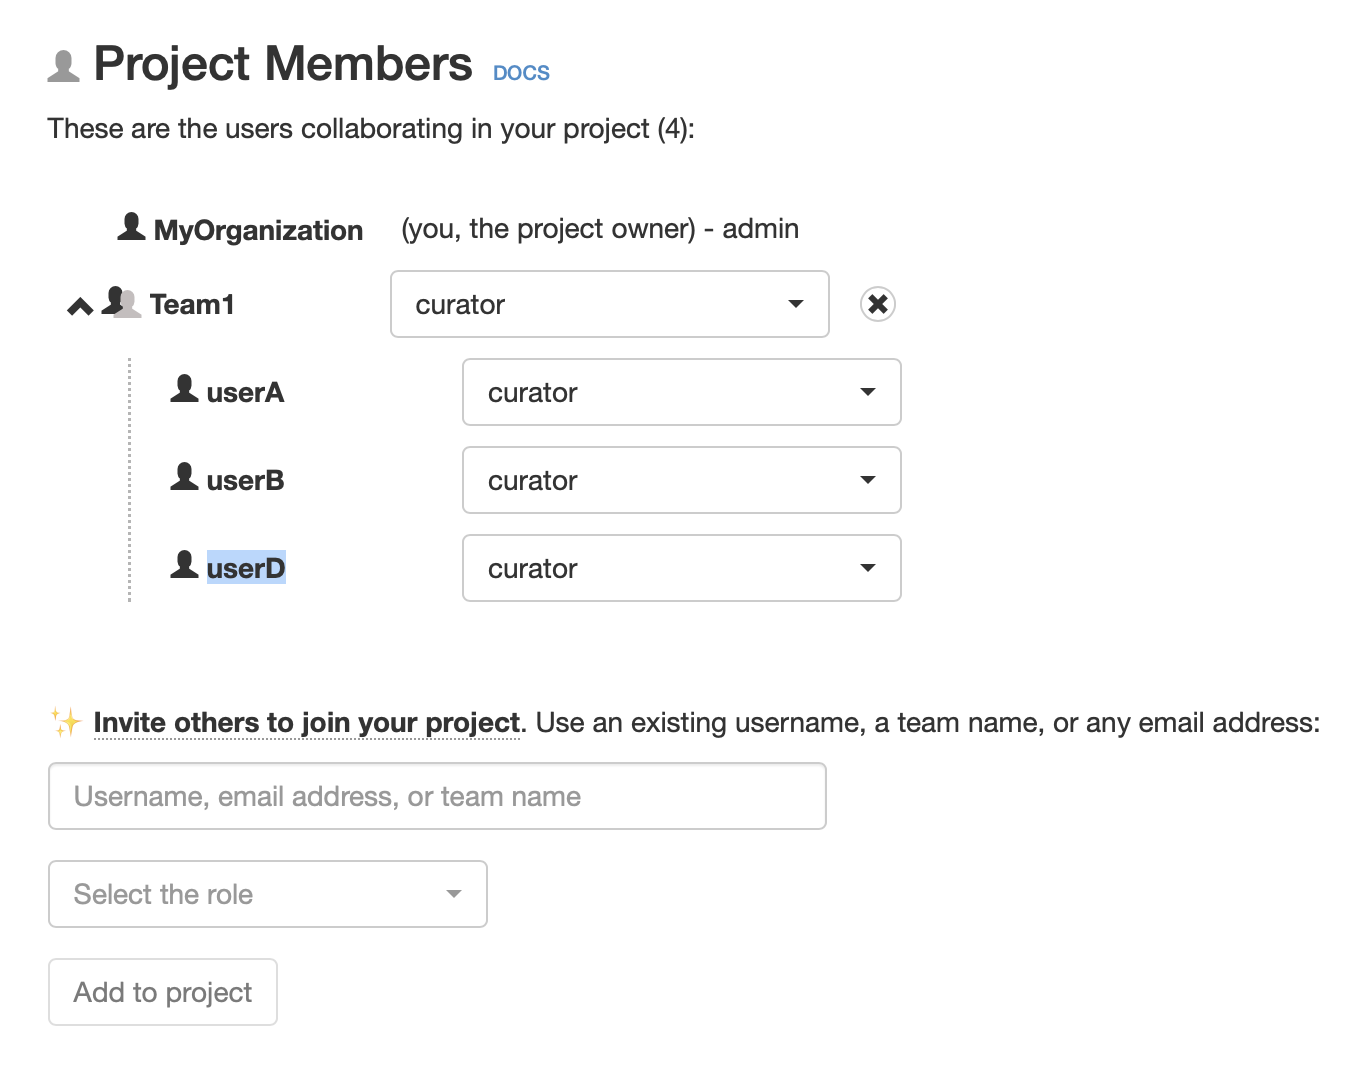 Project Members DOCS
These are the users collaborating in your project (4):
MyOrganization (you, the project owner) - admin
Team1 curator
userA curator
userB curator
userD curator
✨ Invite others to join your project. Use an existing username, a team name, or any email address:
Username, email address, or team name
Select the role
Add to project